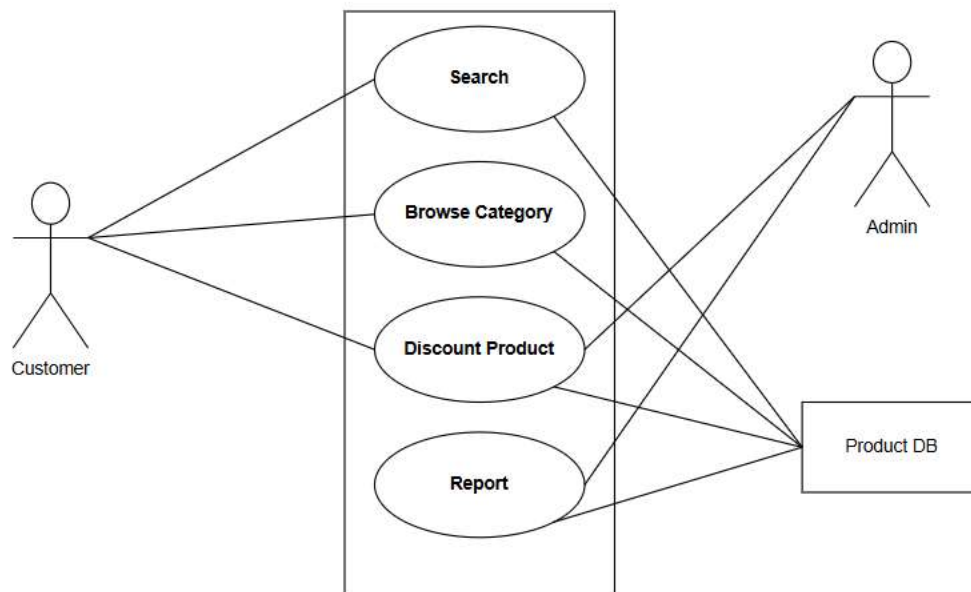 Search
Browse Category
Discount Product
Report
Customer
Admin
Product DB